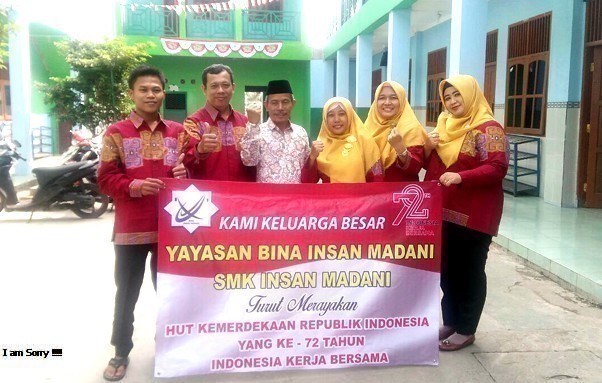 KAMI KELUARGA BESAR
72
YAYASAN BINA INSAN MADANI
SMK INSAN MADANI
Turut Merayakan
HUT KEMERDEKAAN REPUBLIK INDONESIA
YANG KE - 72 TAHUN
INDONESIA KERJA BERSAMA
I am Sorry !!!!